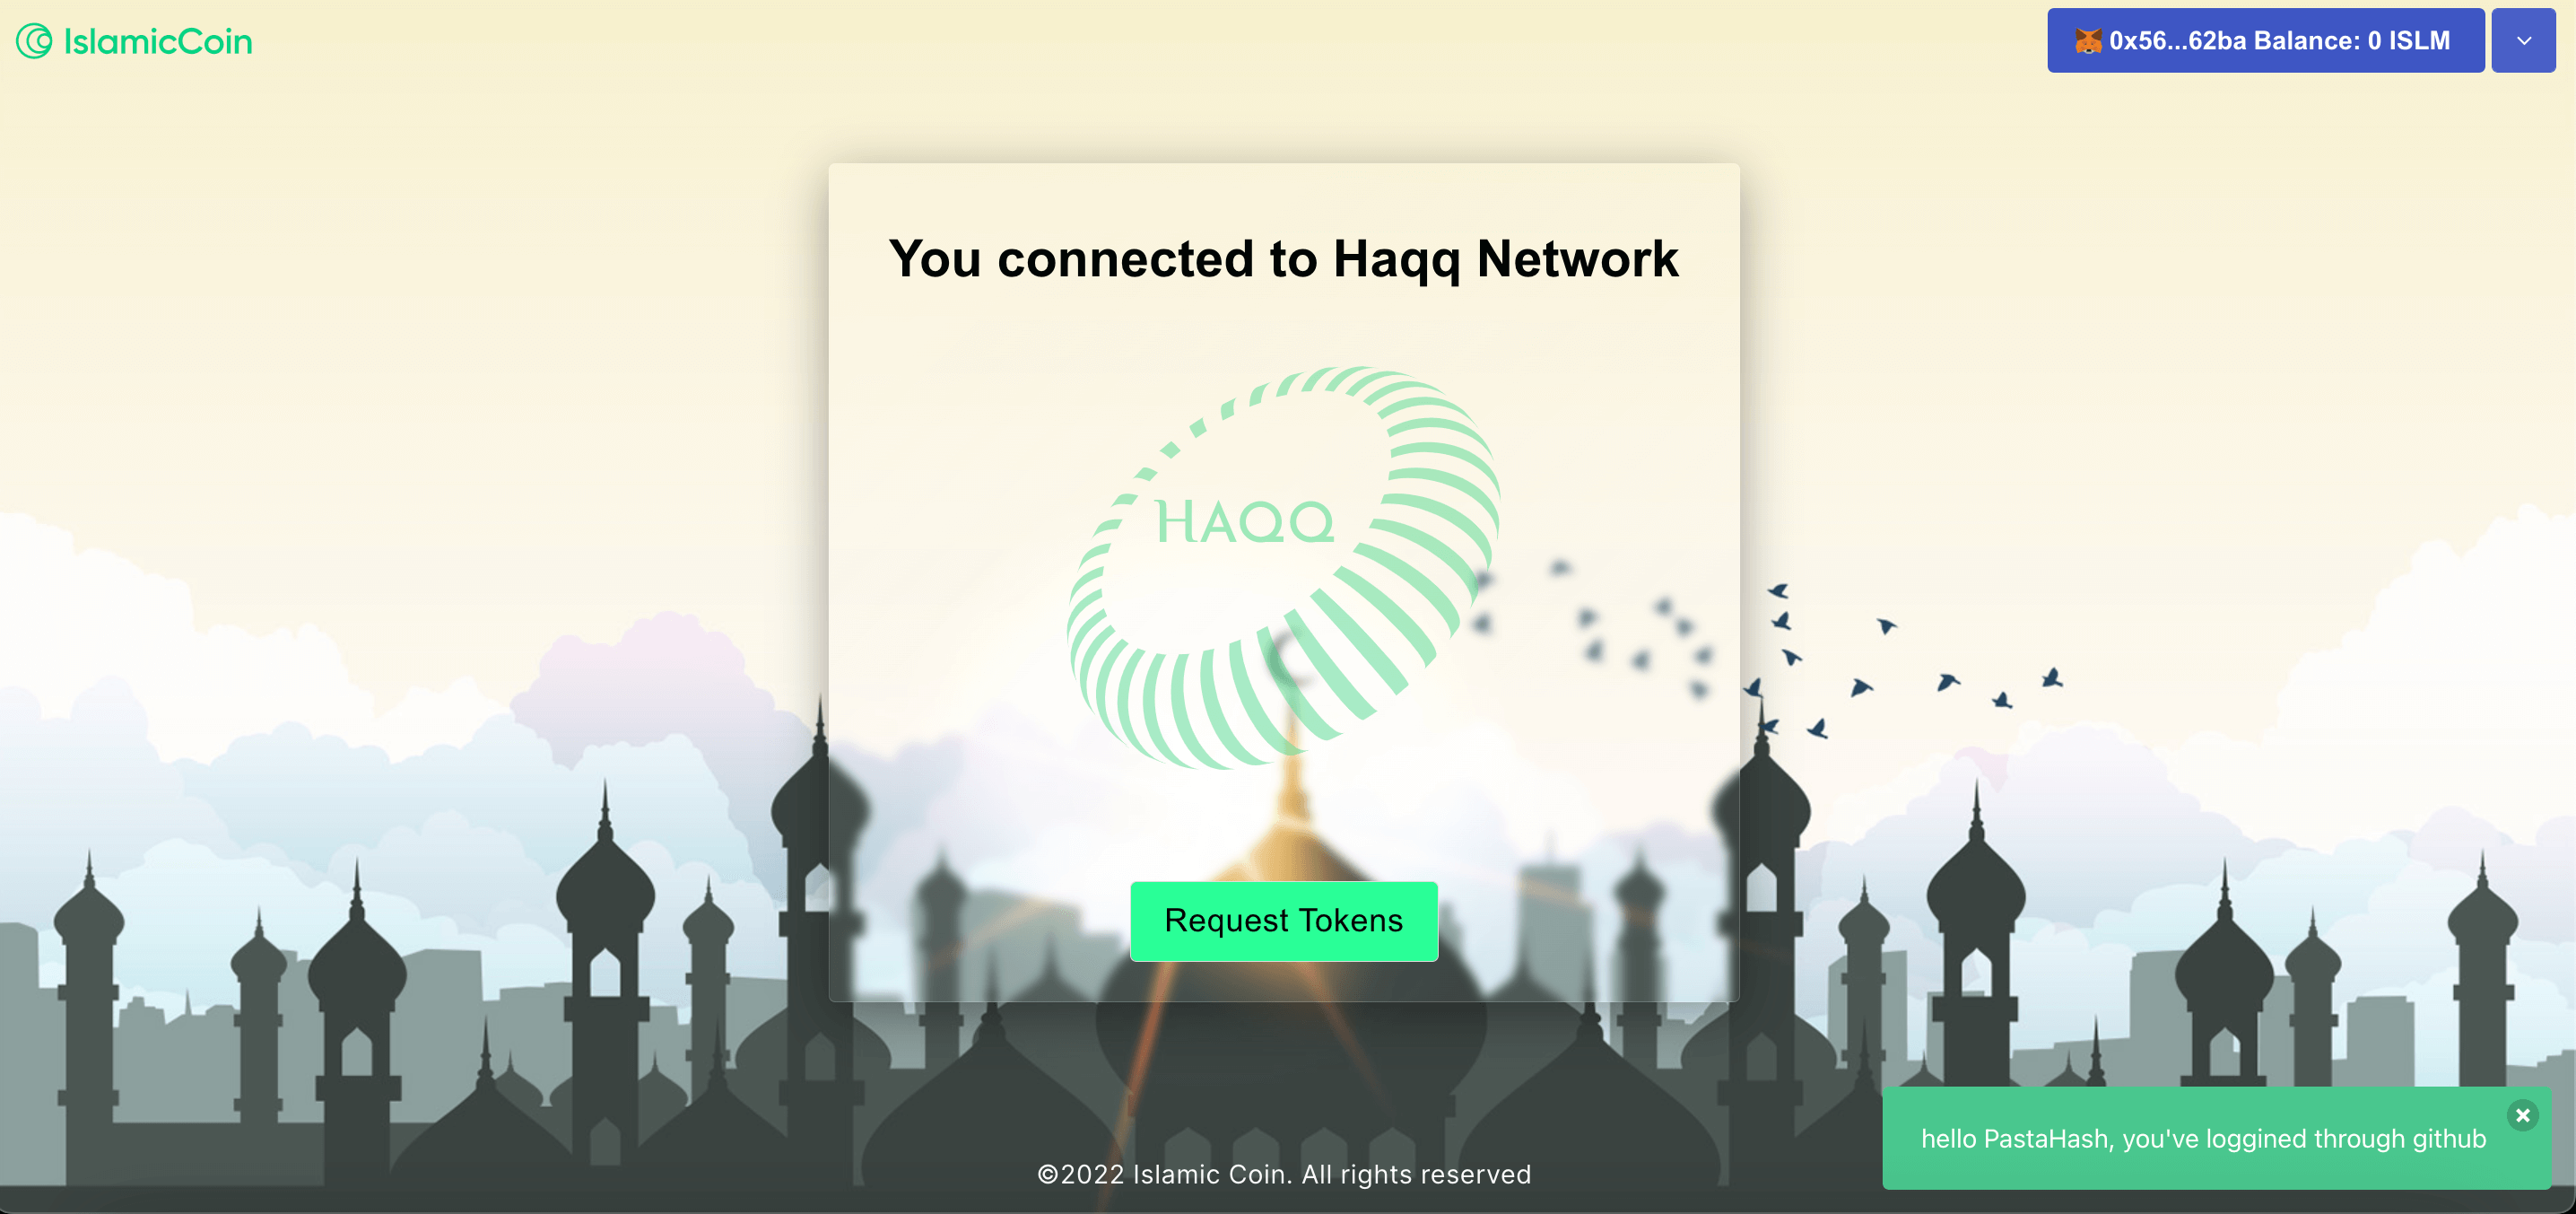 IslamicCoin
0x56...62ba Balance: 0 ISLM
You connected to Haqq Network
HAQQ
Request Tokens
hello PastaHash, you've loggined through github
©2022 Islamic Coin. All rights reserved